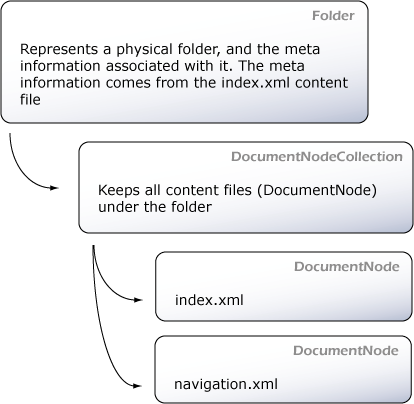 Folder
Represents a physical folder, and the meta
information associated with it. The meta
information comes from the index.xml content
file
DocumentNodeCollection
Keeps all content files (DocumentNode)
under the folder
DocumentNode
index.xml
DocumentNode
navigation.xml